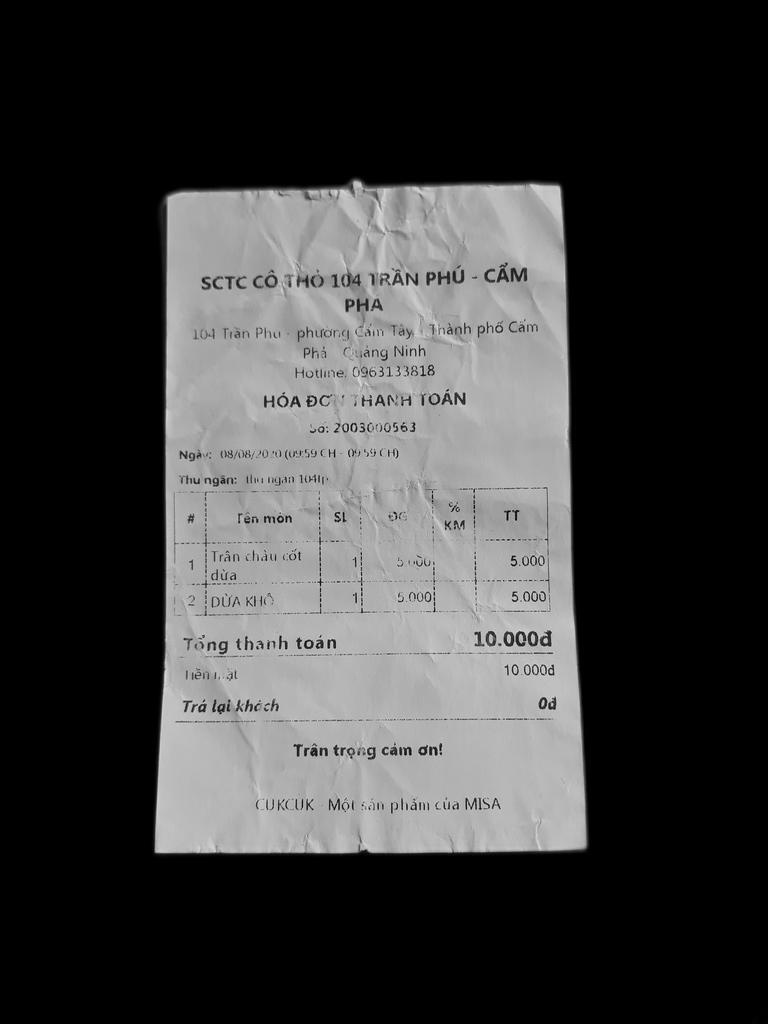 SCTC CÔ THỎ 104 TRẦN PHÚ - CẨM
PHẢ
104 Trần Phú - phường Cẩm Tây, Thành phố Cẩm
Phả Quảng Ninh
Hotline: 0963133818
HÓA ĐƠN THANH TOÁN
Số: 2003000563
Ngày: 08/08/2020 (09:59 CH - 09:59 CH)
Thu ngân: thu ngan 104tp
# Tên món SL ĐG % KM TT
1 Trân châu cốt dừa 1 5.000 5.000
2 DỪA KHÔ 1 5.000 5.000
Tổng thanh toán 10.000đ
Tiền mặt 10.000đ
Trả lại khách 0đ
Trân trọng cảm ơn!
CUKCUK - Một sản phẩm của MISA